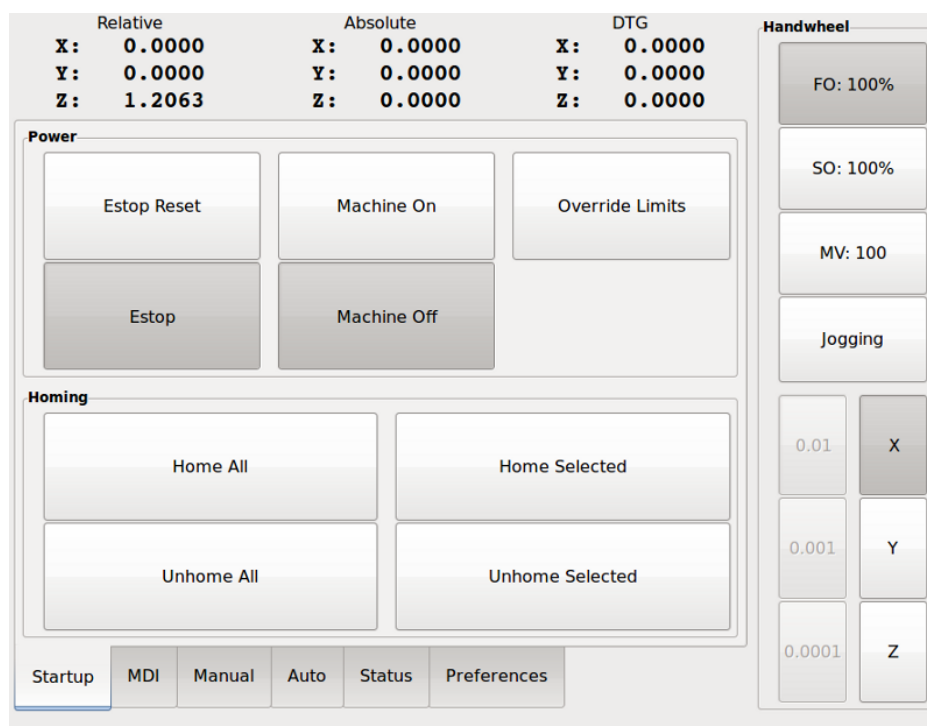 Relative Absolute DTG
X: 0.0000 X: 0.0000 X: 0.0000
Y: 0.0000 Y: 0.0000 Y: 0.0000
Z: 1.2063 Z: 0.0000 Z: 0.0000
Power
Estop Reset Machine On Override Limits
Estop Machine Off
Homing
Home All Home Selected
Unhome All Unhome Selected
Startup MDI Manual Auto Status Preferences
Handwheel
FO: 100%
SO: 100%
MV: 100
Jogging
0.01 X
0.001 Y
0.0001 Z